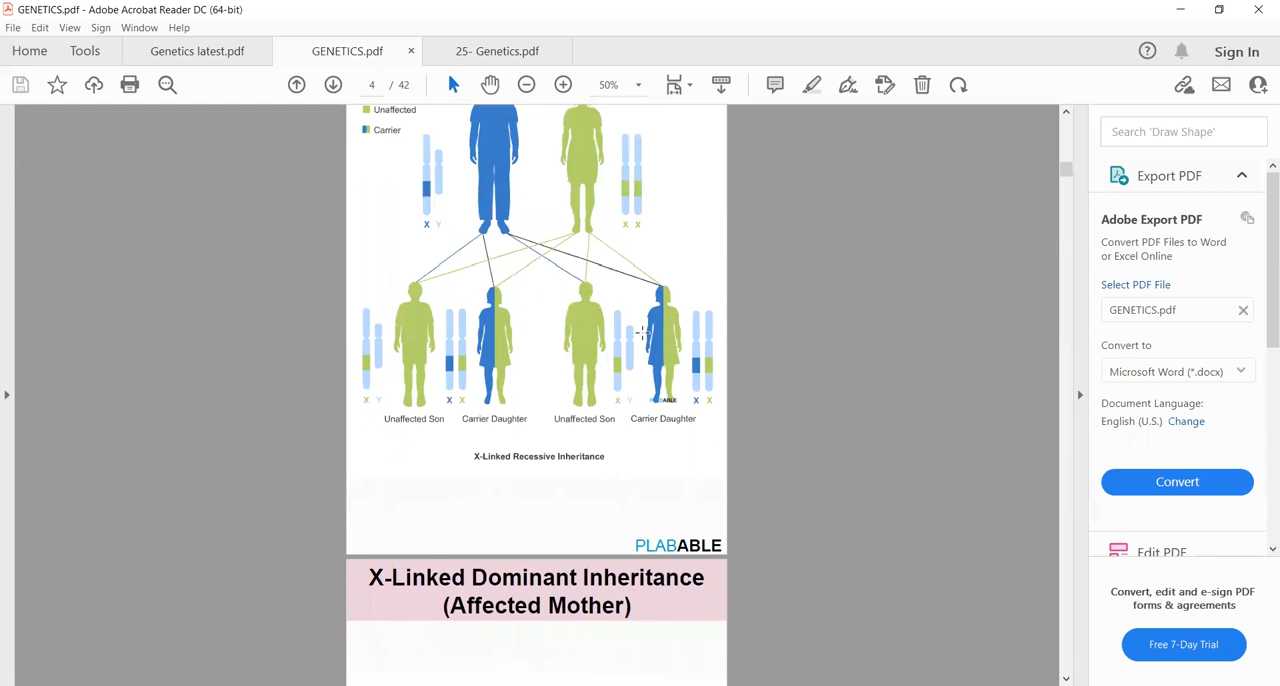 GENETICS.pdf - Adobe Acrobat Reader DC (64-bit)
File Edit View Sign Window Help
Home Tools Genetics latest.pdf GENETICS.pdf × 25- Genetics.pdf Sign In
4 / 42 50%
Unaffected
Carrier
X Y X X
X Y X X X Y X X
PLABABLE
Unaffected Son Carrier Daughter Unaffected Son Carrier Daughter
X-Linked Recessive Inheritance
PLABABLE
X-Linked Dominant Inheritance
(Affected Mother)
Search 'Draw Shape'
Export PDF
Adobe Export PDF
Convert PDF Files to Word
or Excel Online
Select PDF File
GENETICS.pdf
Convert to
Microsoft Word (*.docx)
Document Language:
English (U.S.) Change
Convert
Edit PDF
Convert, edit and e-sign PDF
forms & agreements
Free 7-Day Trial